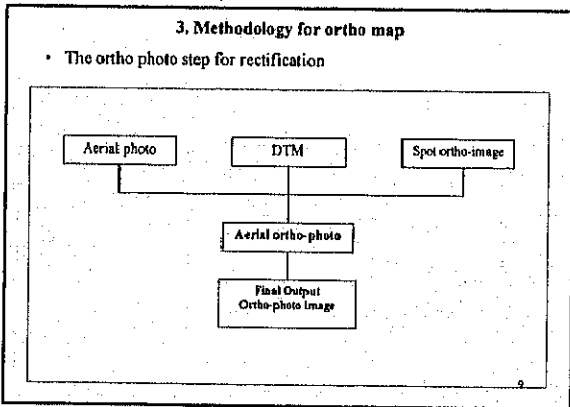 3, Methodology for ortho map
• The ortho photo step for rectification
Aerial photo
DTM
Spot ortho-image
Aerial ortho-photo
Final Output
Ortho-photo Image
9